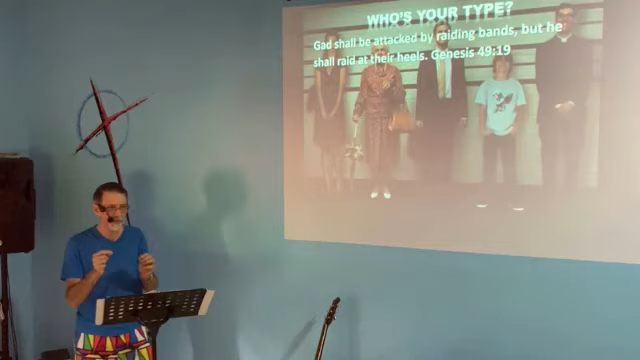 WHO'S YOUR TYPE?
Gad shall be attacked by raiding bands, but he
shall raid at their heels. Genesis 49:19